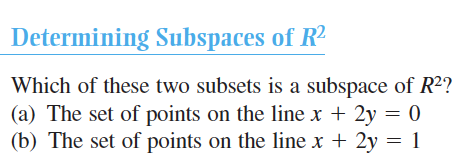 Determining Subspaces of R²
Which of these two subsets is a subspace of R²?
(a) The set of points on the line x + 2y = 0
(b) The set of points on the line x + 2y = 1